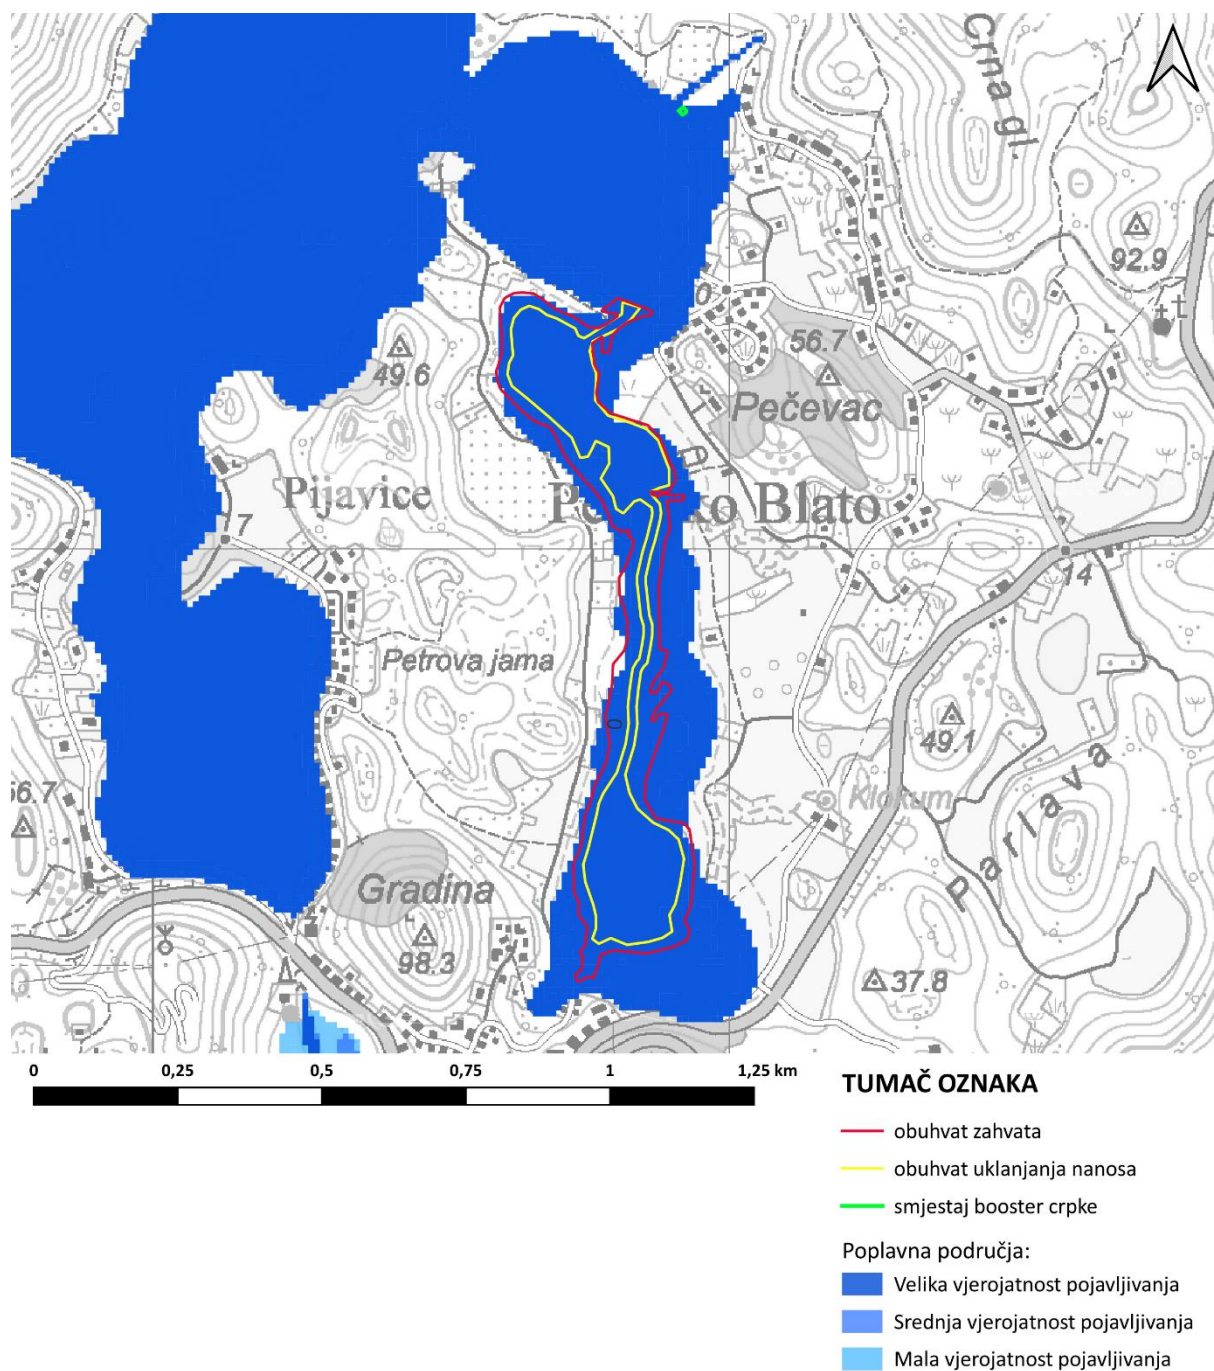 Crna gl.
92.9
0
56.7
49.6
Pečevac
Pijavice
Blato
7
14
Petrova jama
0
49.1
Klokum
Parlava
56.7
Gradina
98.3
37.8
0 0,25 0,5 0,75 1 1,25 km
TUMAČ OZNAKA
obuhvat zahvata
obuhvat uklanjanja nanosa
smjestaj booster crpke
Poplavna područja:
Velika vjerojatnost pojavljivanja
Srednja vjerojatnost pojavljivanja
Mala vjerojatnost pojavljivanja